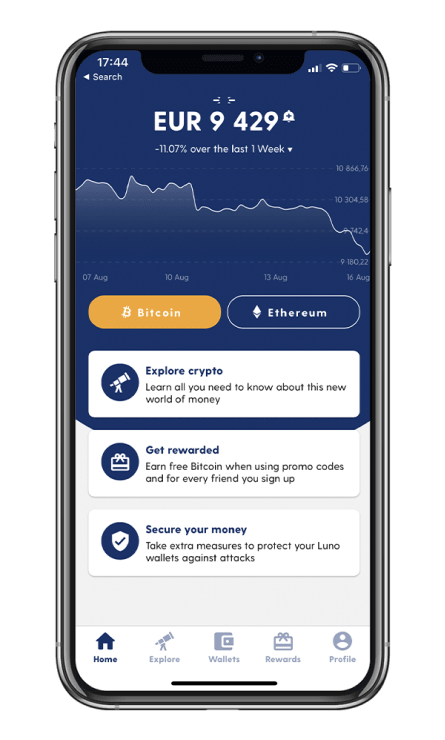 17:44
◀ Search
EUR 9 429
-11.07% over the last 1 Week ▾
10 866,76
10 304,58
9 742,4
9 180,22
07 Aug
10 Aug
13 Aug
16 Aug
Bitcoin
Ethereum
Explore crypto
Learn all you need to know about this new
world of money
Get rewarded
Earn free Bitcoin when using promo codes
and for every friend you sign up
Secure your money
Take extra measures to protect your Luno
wallets against attacks
Home
Explore
Wallets
Rewards
Profile